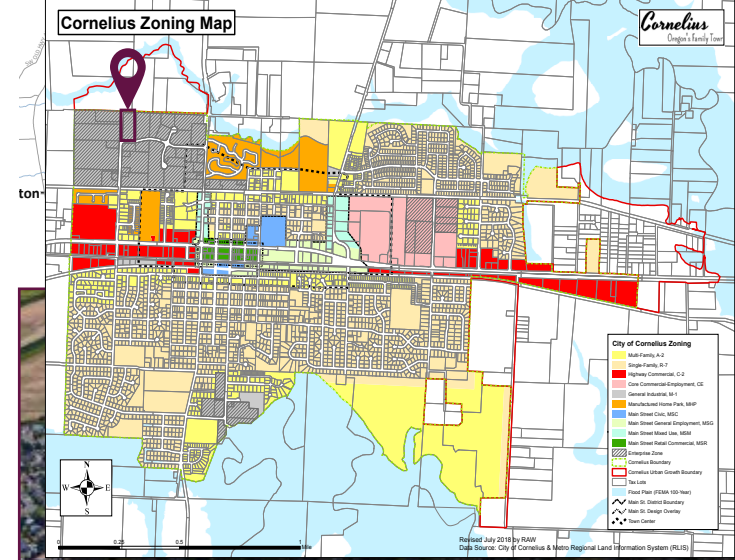 Cornelius Zoning Map
Cornelius
Oregon's Family Town
ton
N
W E
S
City of Cornelius Zoning
Multi-Family, A-2
Single-Family, R-7
Highway Commercial, C-2
Core Commercial-Employment, CE
General Industrial, M-1
Manufactured Home Park, MHP
Main Street Civic, MSC
Main Street General Employment, MSG
Main Street Mixed Use, MSM
Main Street Retail Commercial, MSR
Enterprise Zone
Cornelius Boundary
Cornelius Urban Growth Boundary
Tax Lots
Flood Plain (FEMA 100-Year)
Main St. District Boundary
Main St. Design Overlay
Town Center
0 0.25 0.5 1
Mile
Revised July 2018 by RAW
Data Source: City of Cornelius & Metro Regional Land Information System (RLIS)